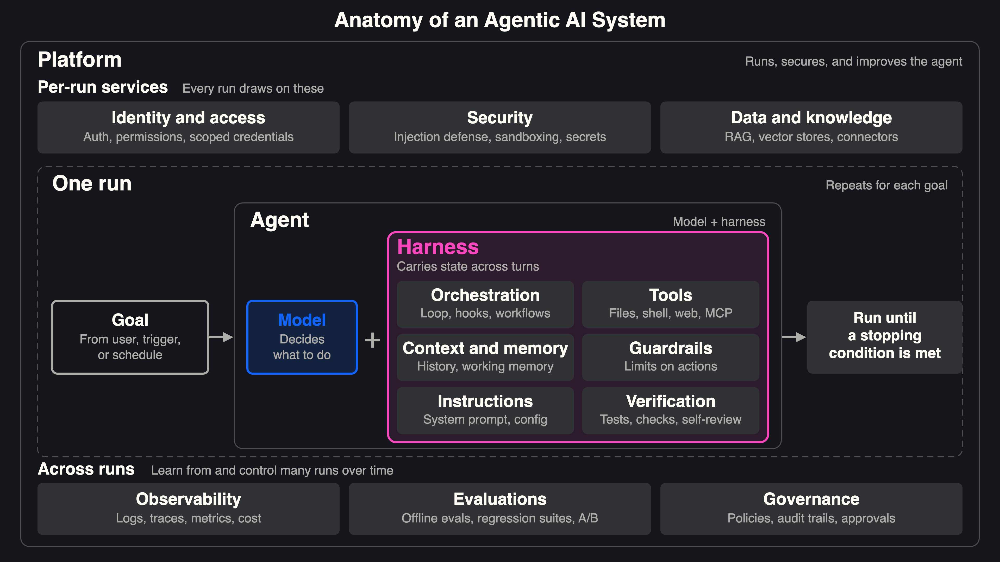 Anatomy of an Agentic AI System
Platform
Runs, secures, and improves the agent
Per-run services
Every run draws on these
Identity and access
Auth, permissions, scoped credentials
Security
Injection defense, sandboxing, secrets
Data and knowledge
RAG, vector stores, connectors
One run
Repeats for each goal
Agent
Model + harness
Goal
From user, trigger,
or schedule
Model
Decides
what to do
+
Harness
Carries state across turns
Orchestration
Loop, hooks, workflows
Tools
Files, shell, web, MCP
Context and memory
History, working memory
Guardrails
Limits on actions
Instructions
System prompt, config
Verification
Tests, checks, self-review
Run until
a stopping
condition is met
Across runs
Learn from and control many runs over time
Observability
Logs, traces, metrics, cost
Evaluations
Offline evals, regression suites, A/B
Governance
Policies, audit trails, approvals